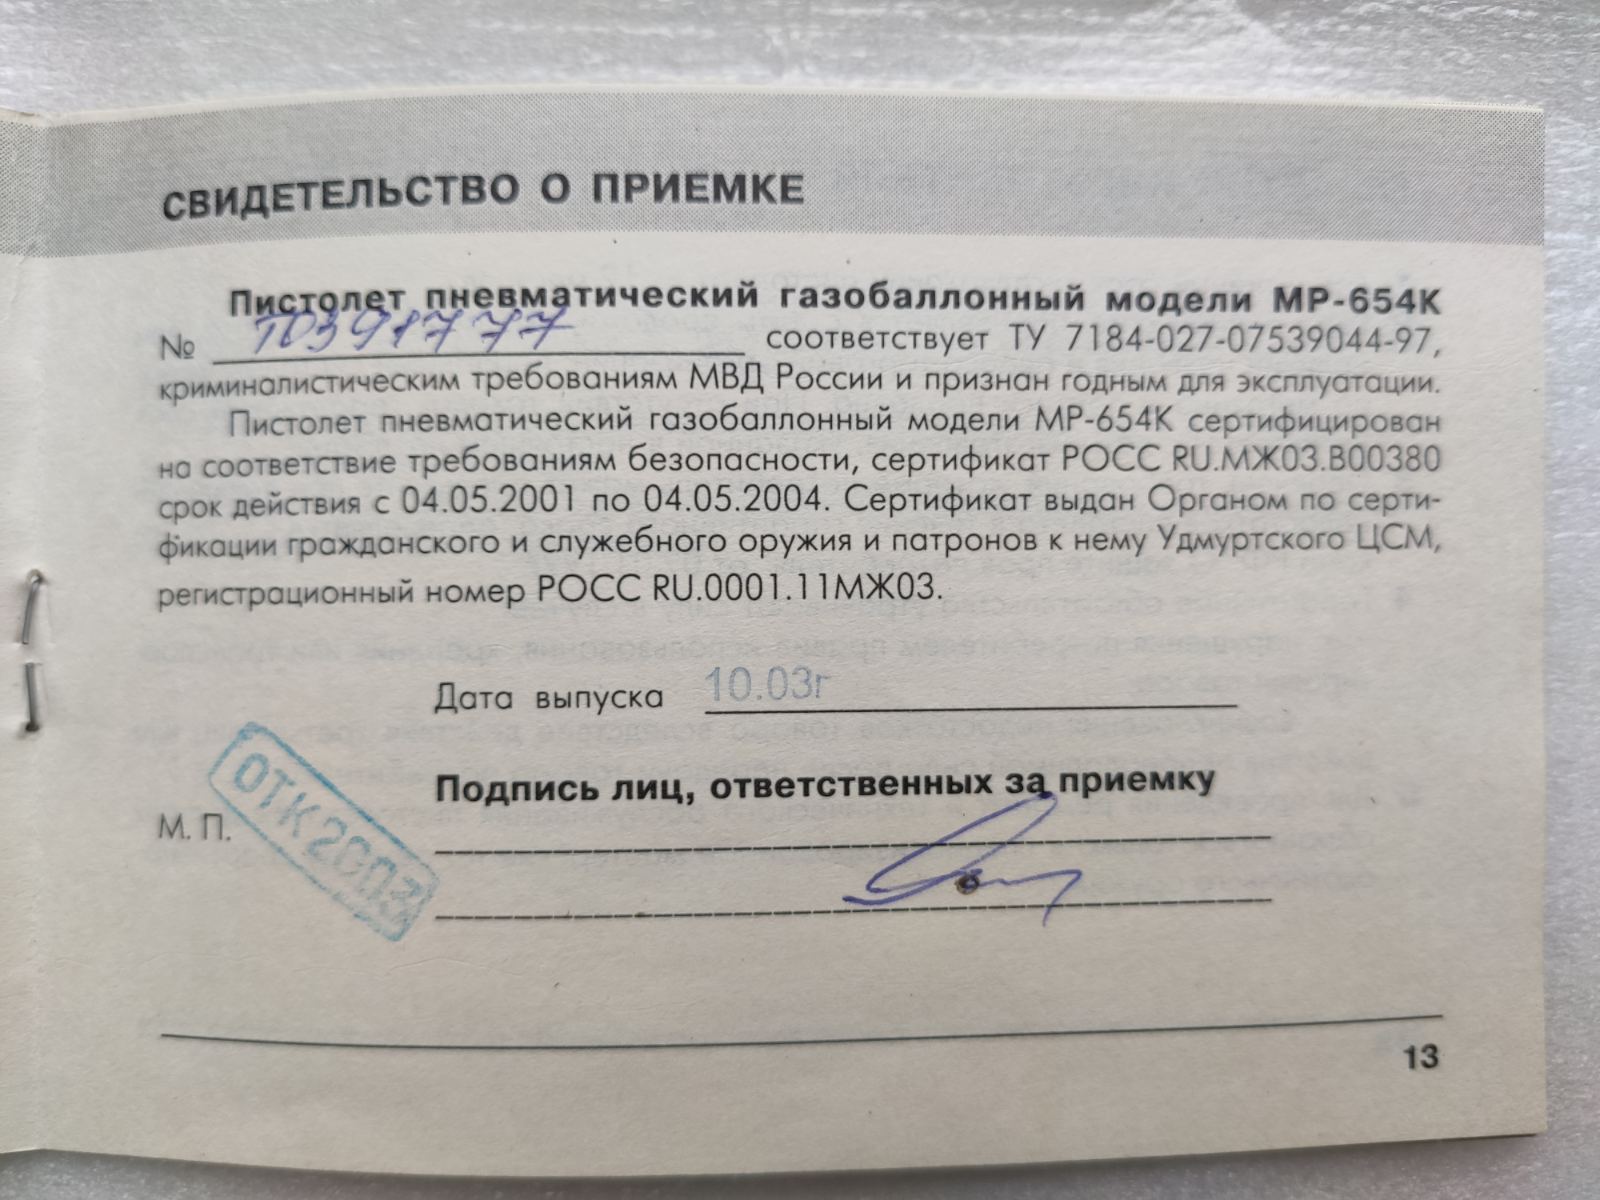 СВИДЕТЕЛЬСТВО О ПРИЕМКЕ
Пистолет пневматический газобаллонный модели МР-654К
№ Т03917777 соответствует ТУ 7184-027-07539044-97,
криминалистическим требованиям МВД России и признан годным для эксплуатации.
Пистолет пневматический газобаллонный модели МР-654К сертифицирован
на соответствие требованиям безопасности, сертификат РОСС RU.МЖ03.В00380
срок действия с 04.05.2001 по 04.05.2004. Сертификат выдан Органом по серти-
фикации гражданского и служебного оружия и патронов к нему Удмуртского ЦСМ,
регистрационный номер РОСС RU.0001.11МЖ03.
Дата выпуска 10.03г
Подпись лиц, ответственных за приемку
М. П.
ОТК2003
13